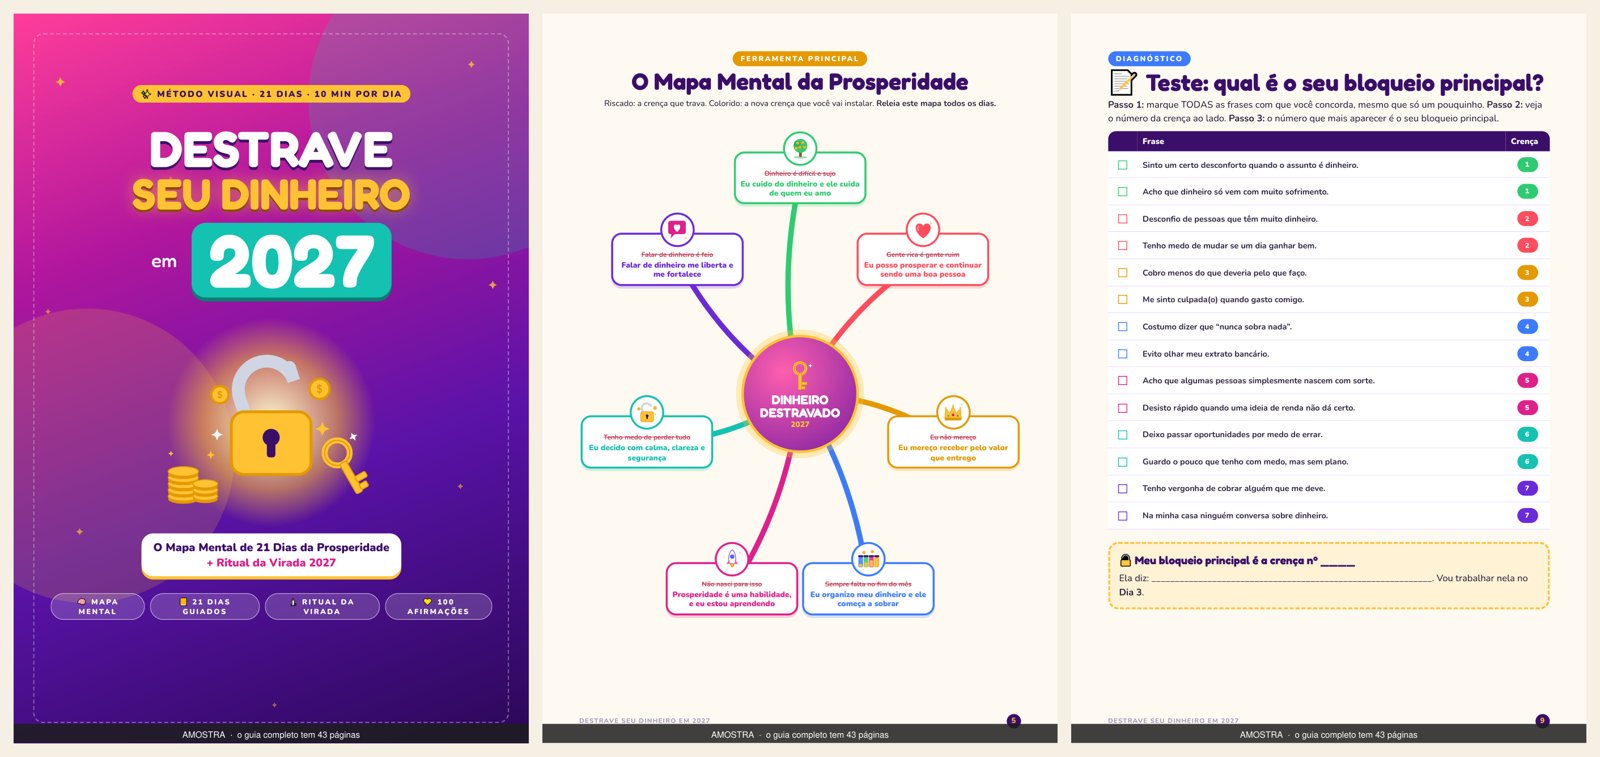 MÉTODO VISUAL · 21 DIAS · 10 MIN POR DIA
DESTRAVE
SEU DINHEIRO
em 2027
O Mapa Mental de 21 Dias da Prosperidade
+ Ritual da Virada 2027
MAPA
MENTAL
21 DIAS
GUIADOS
RITUAL DA
VIRADA
100
AFIRMAÇÕES
AMOSTRA · o guia completo tem 43 páginas
FERRAMENTA PRINCIPAL
O Mapa Mental da Prosperidade
Riscado: a crença que trava. Colorido: a nova crença que você vai instalar. Releia este mapa todos os dias.
Dinheiro é difícil e sujo
Eu cuido do dinheiro e ele cuida
de quem eu amo
Falar de dinheiro é feio
Falar de dinheiro me liberta e
me fortalece
Gente rica é gente ruim
Eu posso prosperar e continuar
sendo uma boa pessoa
DINHEIRO
DESTRAVADO
2027
Tenho medo de perder tudo
Eu decido com calma, clareza e
segurança
Eu não mereço
Eu mereço receber pelo valor
que entrego
Não nasci para isso
Prosperidade é uma habilidade,
e eu estou aprendendo
Sempre falta no fim do mês
Eu organizo meu dinheiro e ele
começa a sobrar
DESTRAVE SEU DINHEIRO EM 2027
5
AMOSTRA · o guia completo tem 43 páginas
DIAGNÓSTICO
Teste: qual é o seu bloqueio principal?
Passo 1: marque TODAS as frases com que você concorda, mesmo que só um pouquinho. Passo 2: veja
o número da crença ao lado. Passo 3: o número que mais aparecer é o seu bloqueio principal.
Frase Crença
Sinto um certo desconforto quando o assunto é dinheiro. 1
Acho que dinheiro só vem com muito sofrimento. 1
Desconfio de pessoas que têm muito dinheiro. 2
Tenho medo de mudar se um dia ganhar bem. 2
Cobro menos do que deveria pelo que faço. 3
Me sinto culpada(o) quando gasto comigo. 3
Costumo dizer que “nunca sobra nada”. 4
Evito olhar meu extrato bancário. 4
Acho que algumas pessoas simplesmente nascem com sorte. 5
Desisto rápido quando uma ideia de renda não dá certo. 5
Deixo passar oportunidades por medo de errar. 6
Guardo o pouco que tenho com medo, mas sem plano. 6
Tenho vergonha de cobrar alguém que me deve. 7
Na minha casa ninguém conversa sobre dinheiro. 7
Meu bloqueio principal é a crença nº ____
Ela diz: ____________________. Vou trabalhar nela no
Dia 3.
DESTRAVE SEU DINHEIRO EM 2027
9
AMOSTRA · o guia completo tem 43 páginas